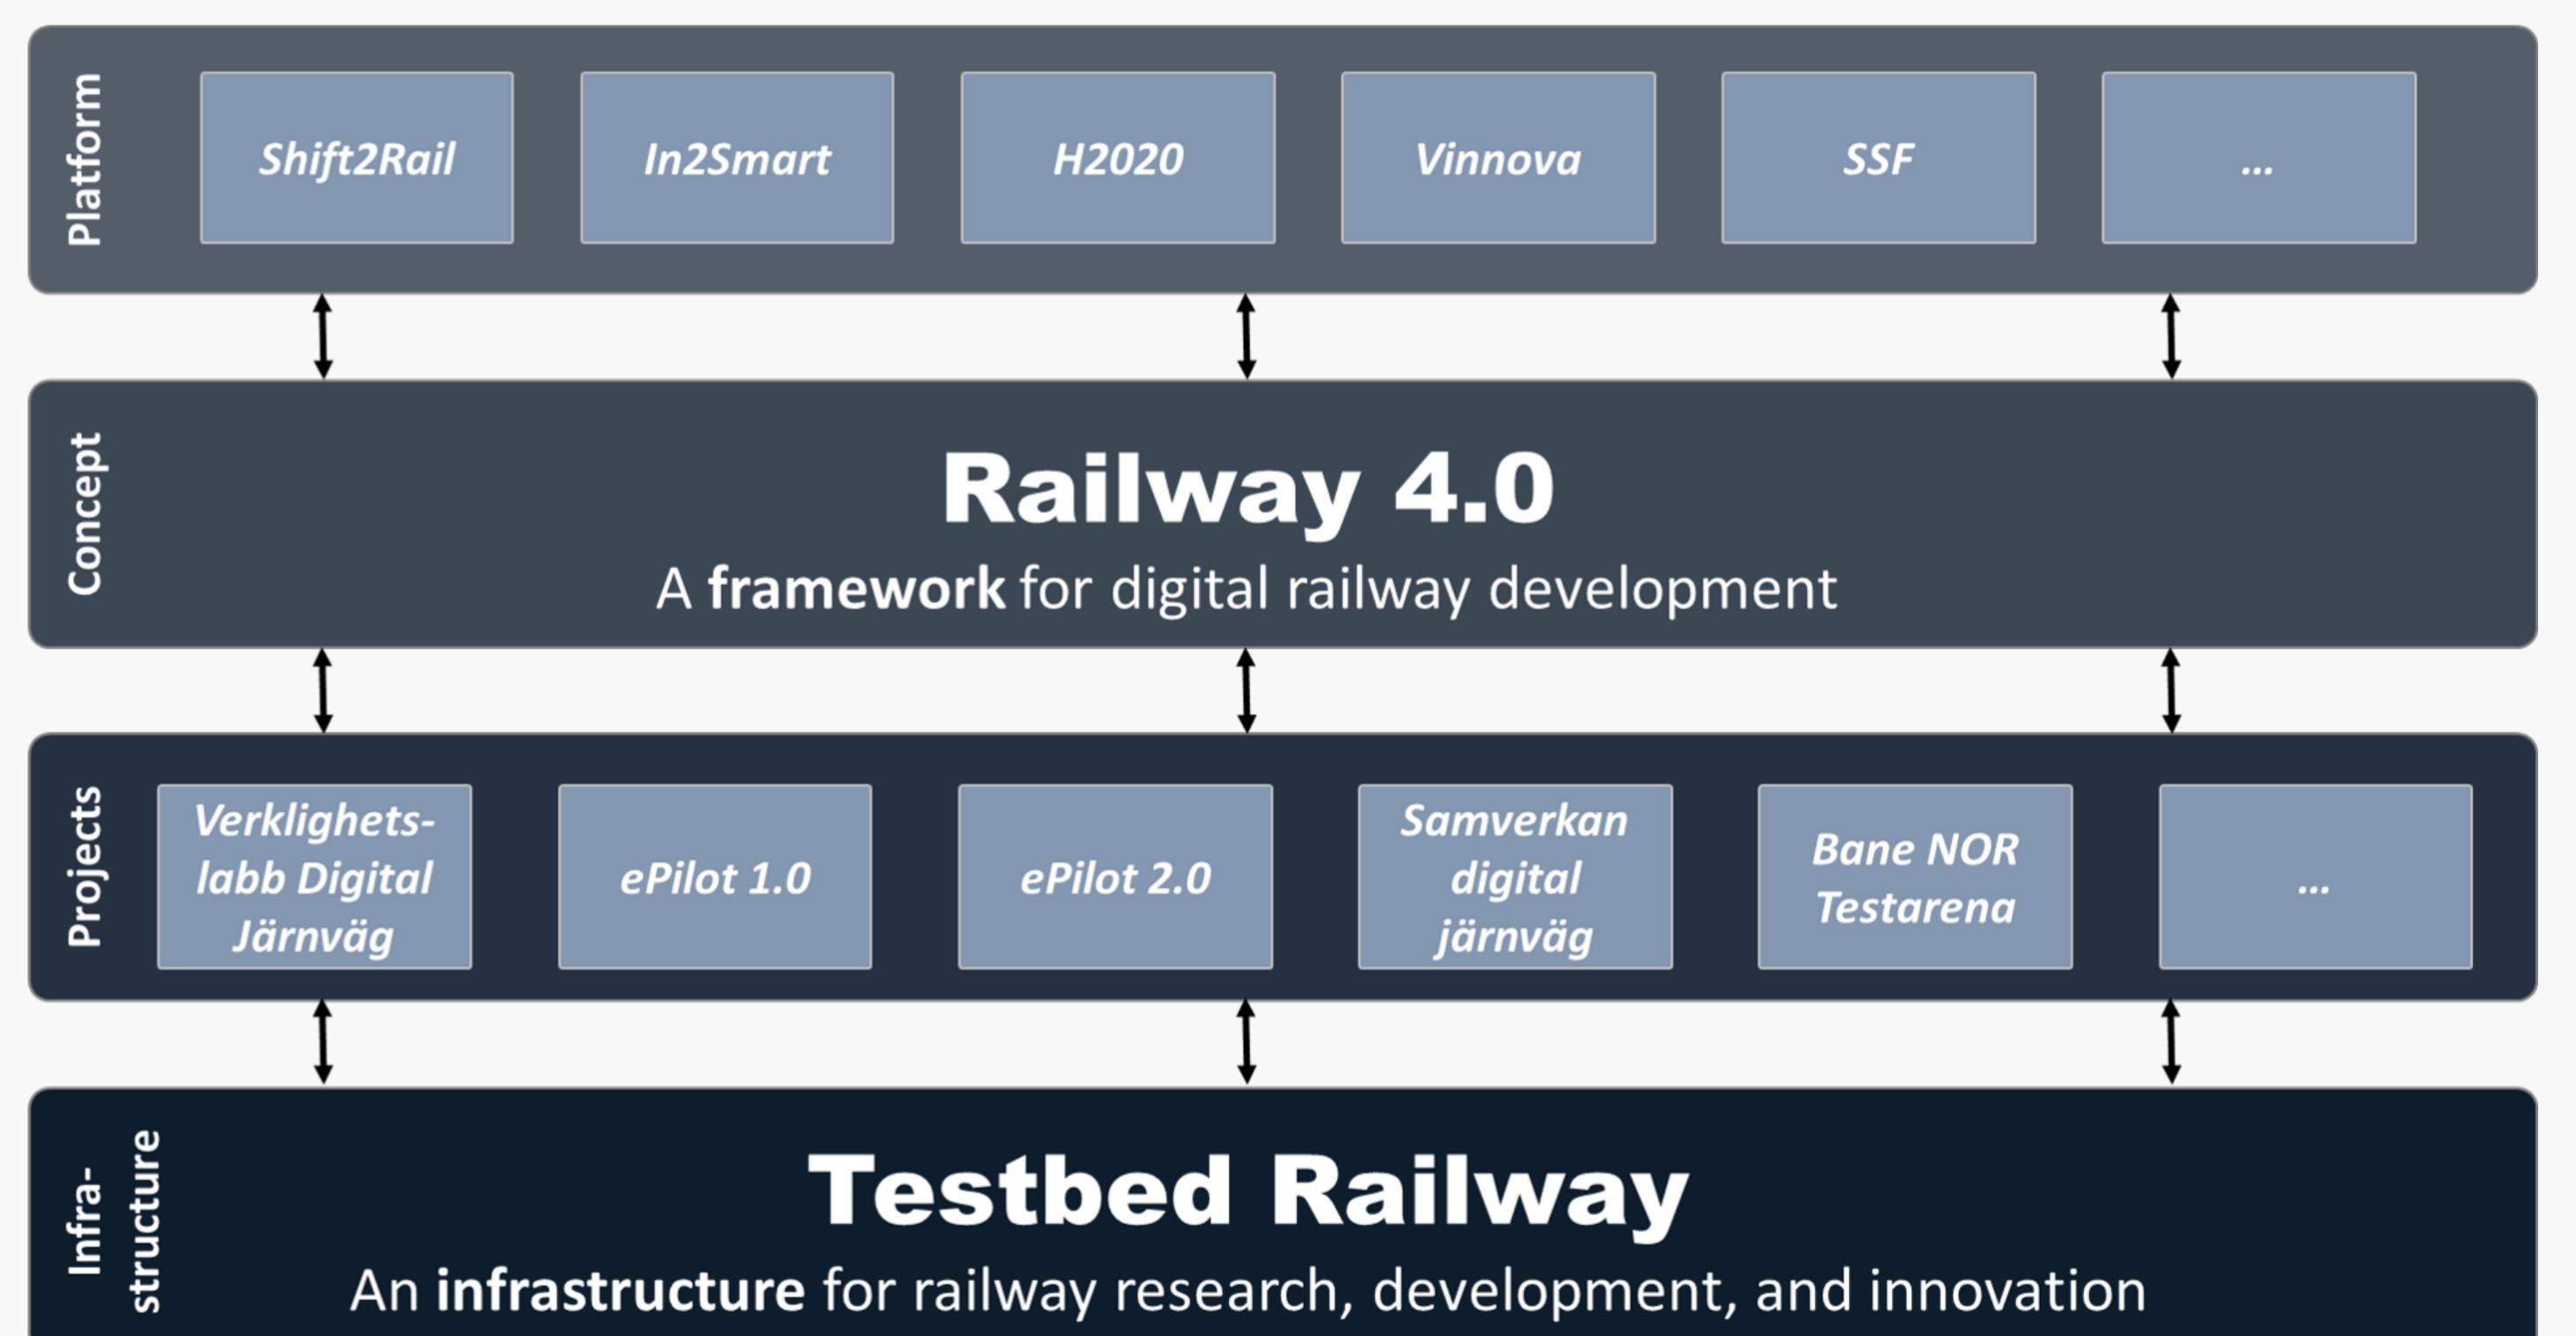 Platform
Shift2Rail
In2Smart
H2020
Vinnova
SSF
...
Concept
Railway 4.0
A framework for digital railway development
Projects
Verklighets-
labb Digital
Järnväg
ePilot 1.0
ePilot 2.0
Samverkan
digital
järnväg
Bane NOR
Testarena
...
Infra-
structure
Testbed Railway
An infrastructure for railway research, development, and innovation